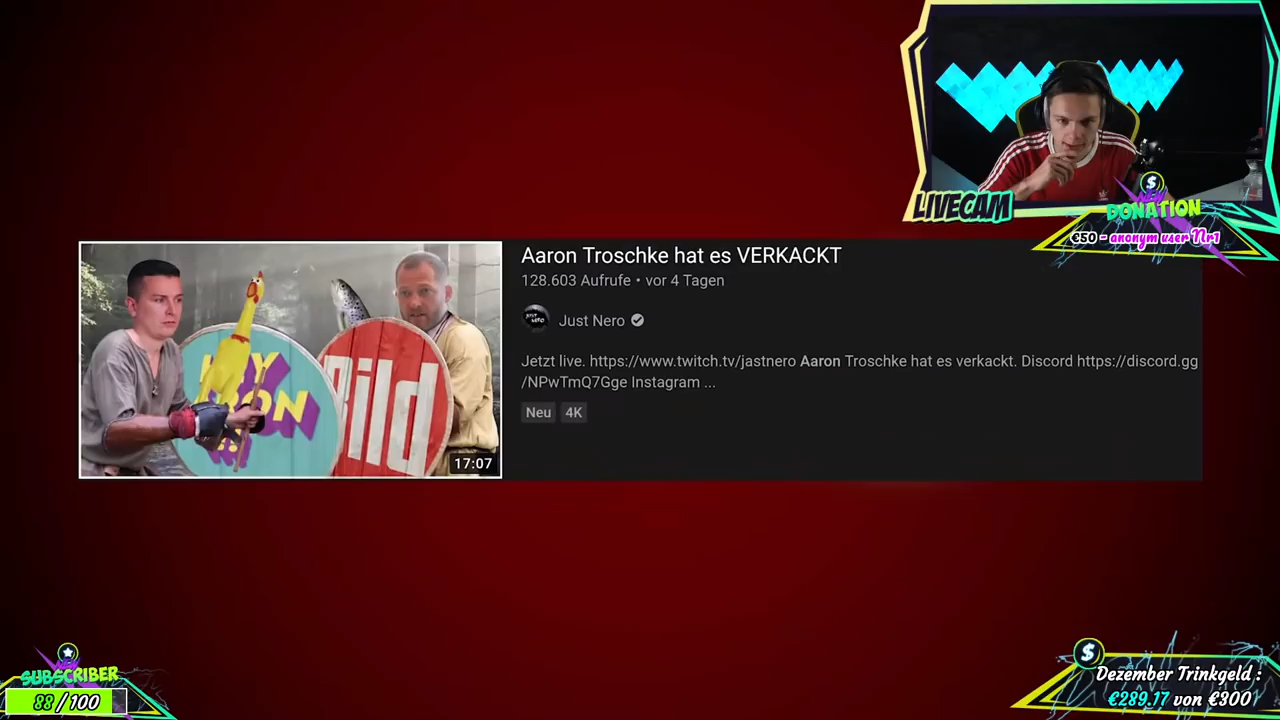 LIVECAM
NEW
DONATION
€50 - anonym user Nr1
Aaron Troschke hat es VERKACKT
128.603 Aufrufe • vor 4 Tagen
Just Nero
Jetzt live. https://www.twitch.tv/jastnero Aaron Troschke hat es verkackt. Discord https://discord.gg
/NPwTmQ7Gge Instagram ...
Neu 4K
Bild
17:07
NEW
SUBSCRIBER
88 / 100
Dezember Trinkgeld :
€289.17 von €300